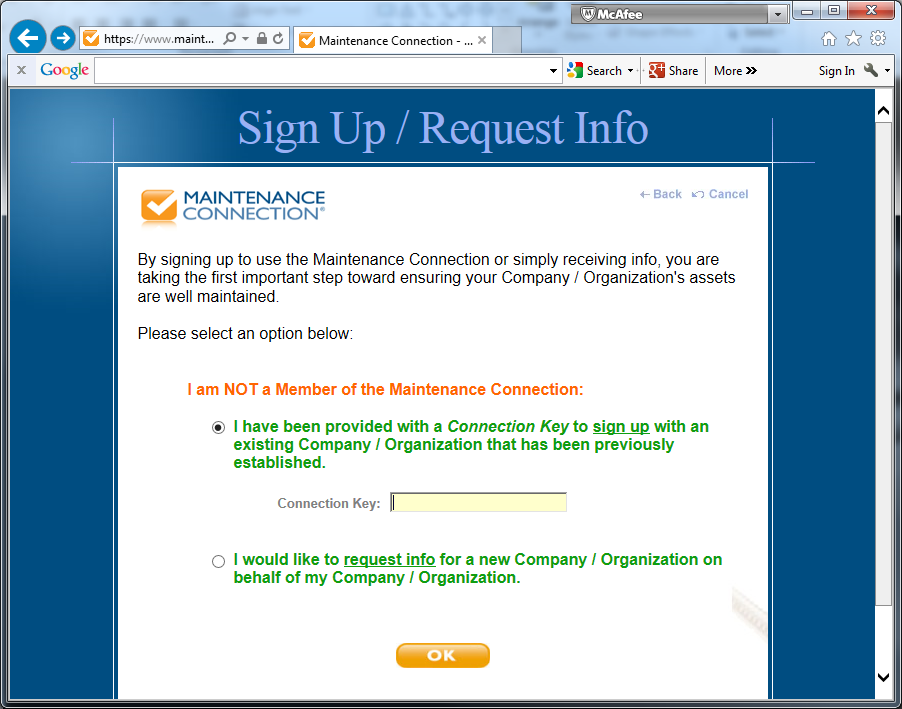 McAfee
https://www.maint...
Maintenance Connection - ...
x Google Search Share More » Sign In
Sign Up / Request Info
MAINTENANCE
CONNECTION®
Back Cancel
By signing up to use the Maintenance Connection or simply receiving info, you are
taking the first important step toward ensuring your Company / Organization's assets
are well maintained.
Please select an option below:
I am NOT a Member of the Maintenance Connection:
I have been provided with a Connection Key to sign up with an
existing Company / Organization that has been previously
established.
Connection Key:
I would like to request info for a new Company / Organization on
behalf of my Company / Organization.
OK